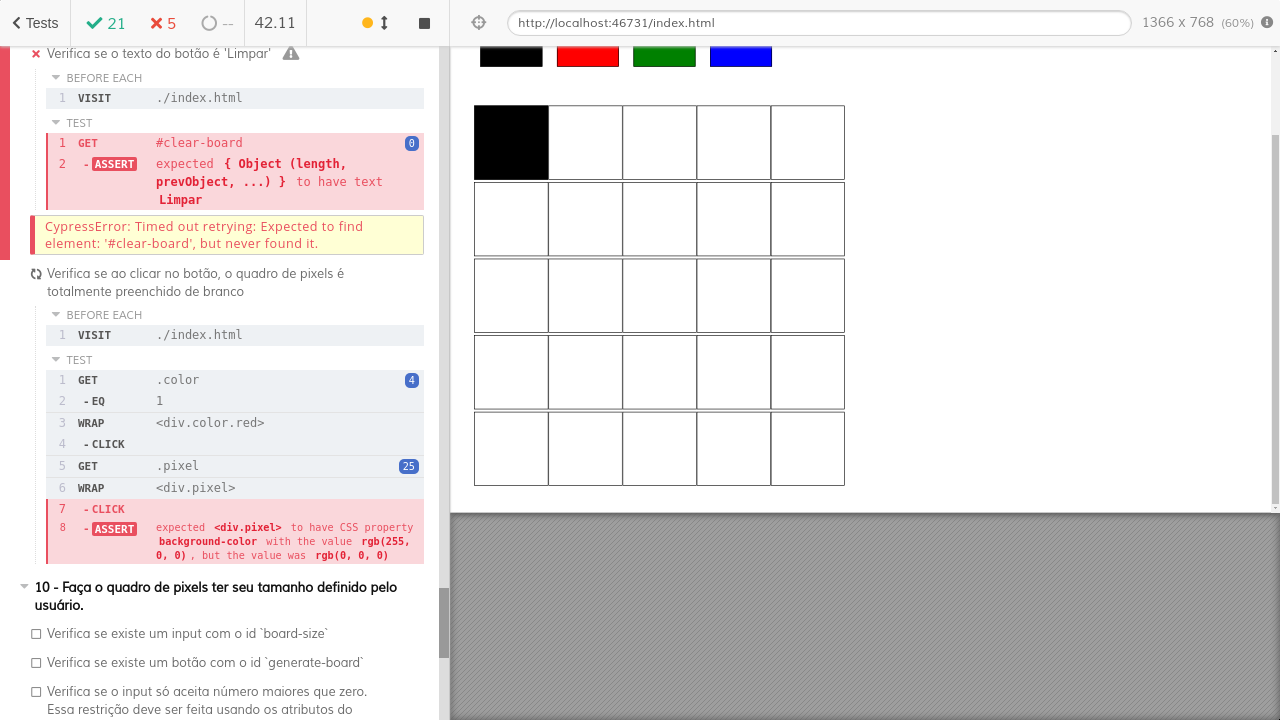 Tests
21
5
--
42.11
http://localhost:46731/index.html
1366 x 768 (60%)
Verifica se o texto do botão é 'Limpar'
BEFORE EACH
1 VISIT ./index.html
TEST
1 GET #clear-board 0
2 - ASSERT expected { Object (length,
prevObject, ...) } to have text
Limpar
CypressError: Timed out retrying: Expected to find
element: '#clear-board', but never found it.
Verifica se ao clicar no botão, o quadro de pixels é
totalmente preenchido de branco
BEFORE EACH
1 VISIT ./index.html
TEST
1 GET .color 4
2 - EQ 1
3 WRAP <div.color.red>
4 - CLICK
5 GET .pixel 25
6 WRAP <div.pixel>
7 - CLICK
8 - ASSERT expected <div.pixel> to have CSS property
background-color with the value rgb(255,
0, 0) , but the value was rgb(0, 0, 0)
10 - Faça o quadro de pixels ter seu tamanho definido pelo
usuário.
Verifica se existe um input com o id `board-size`
Verifica se existe um botão com o id `generate-board`
Verifica se o input só aceita número maiores que zero.
Essa restrição deve ser feita usando os atributos do